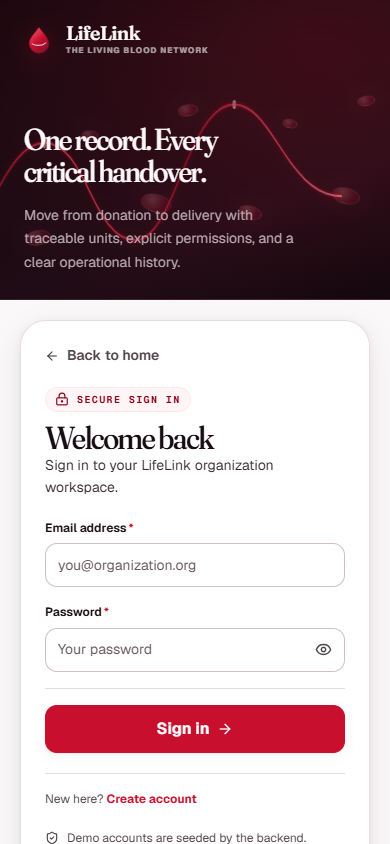 LifeLink
THE LIVING BLOOD NETWORK
One record. Every
critical handover.
Move from donation to delivery with
traceable units, explicit permissions, and a
clear operational history.
Back to home
SECURE SIGN IN
Welcome back
Sign in to your LifeLink organization
workspace.
Email address *
you@organization.org
Password *
Your password
Sign in
New here? Create account
Demo accounts are seeded by the backend.